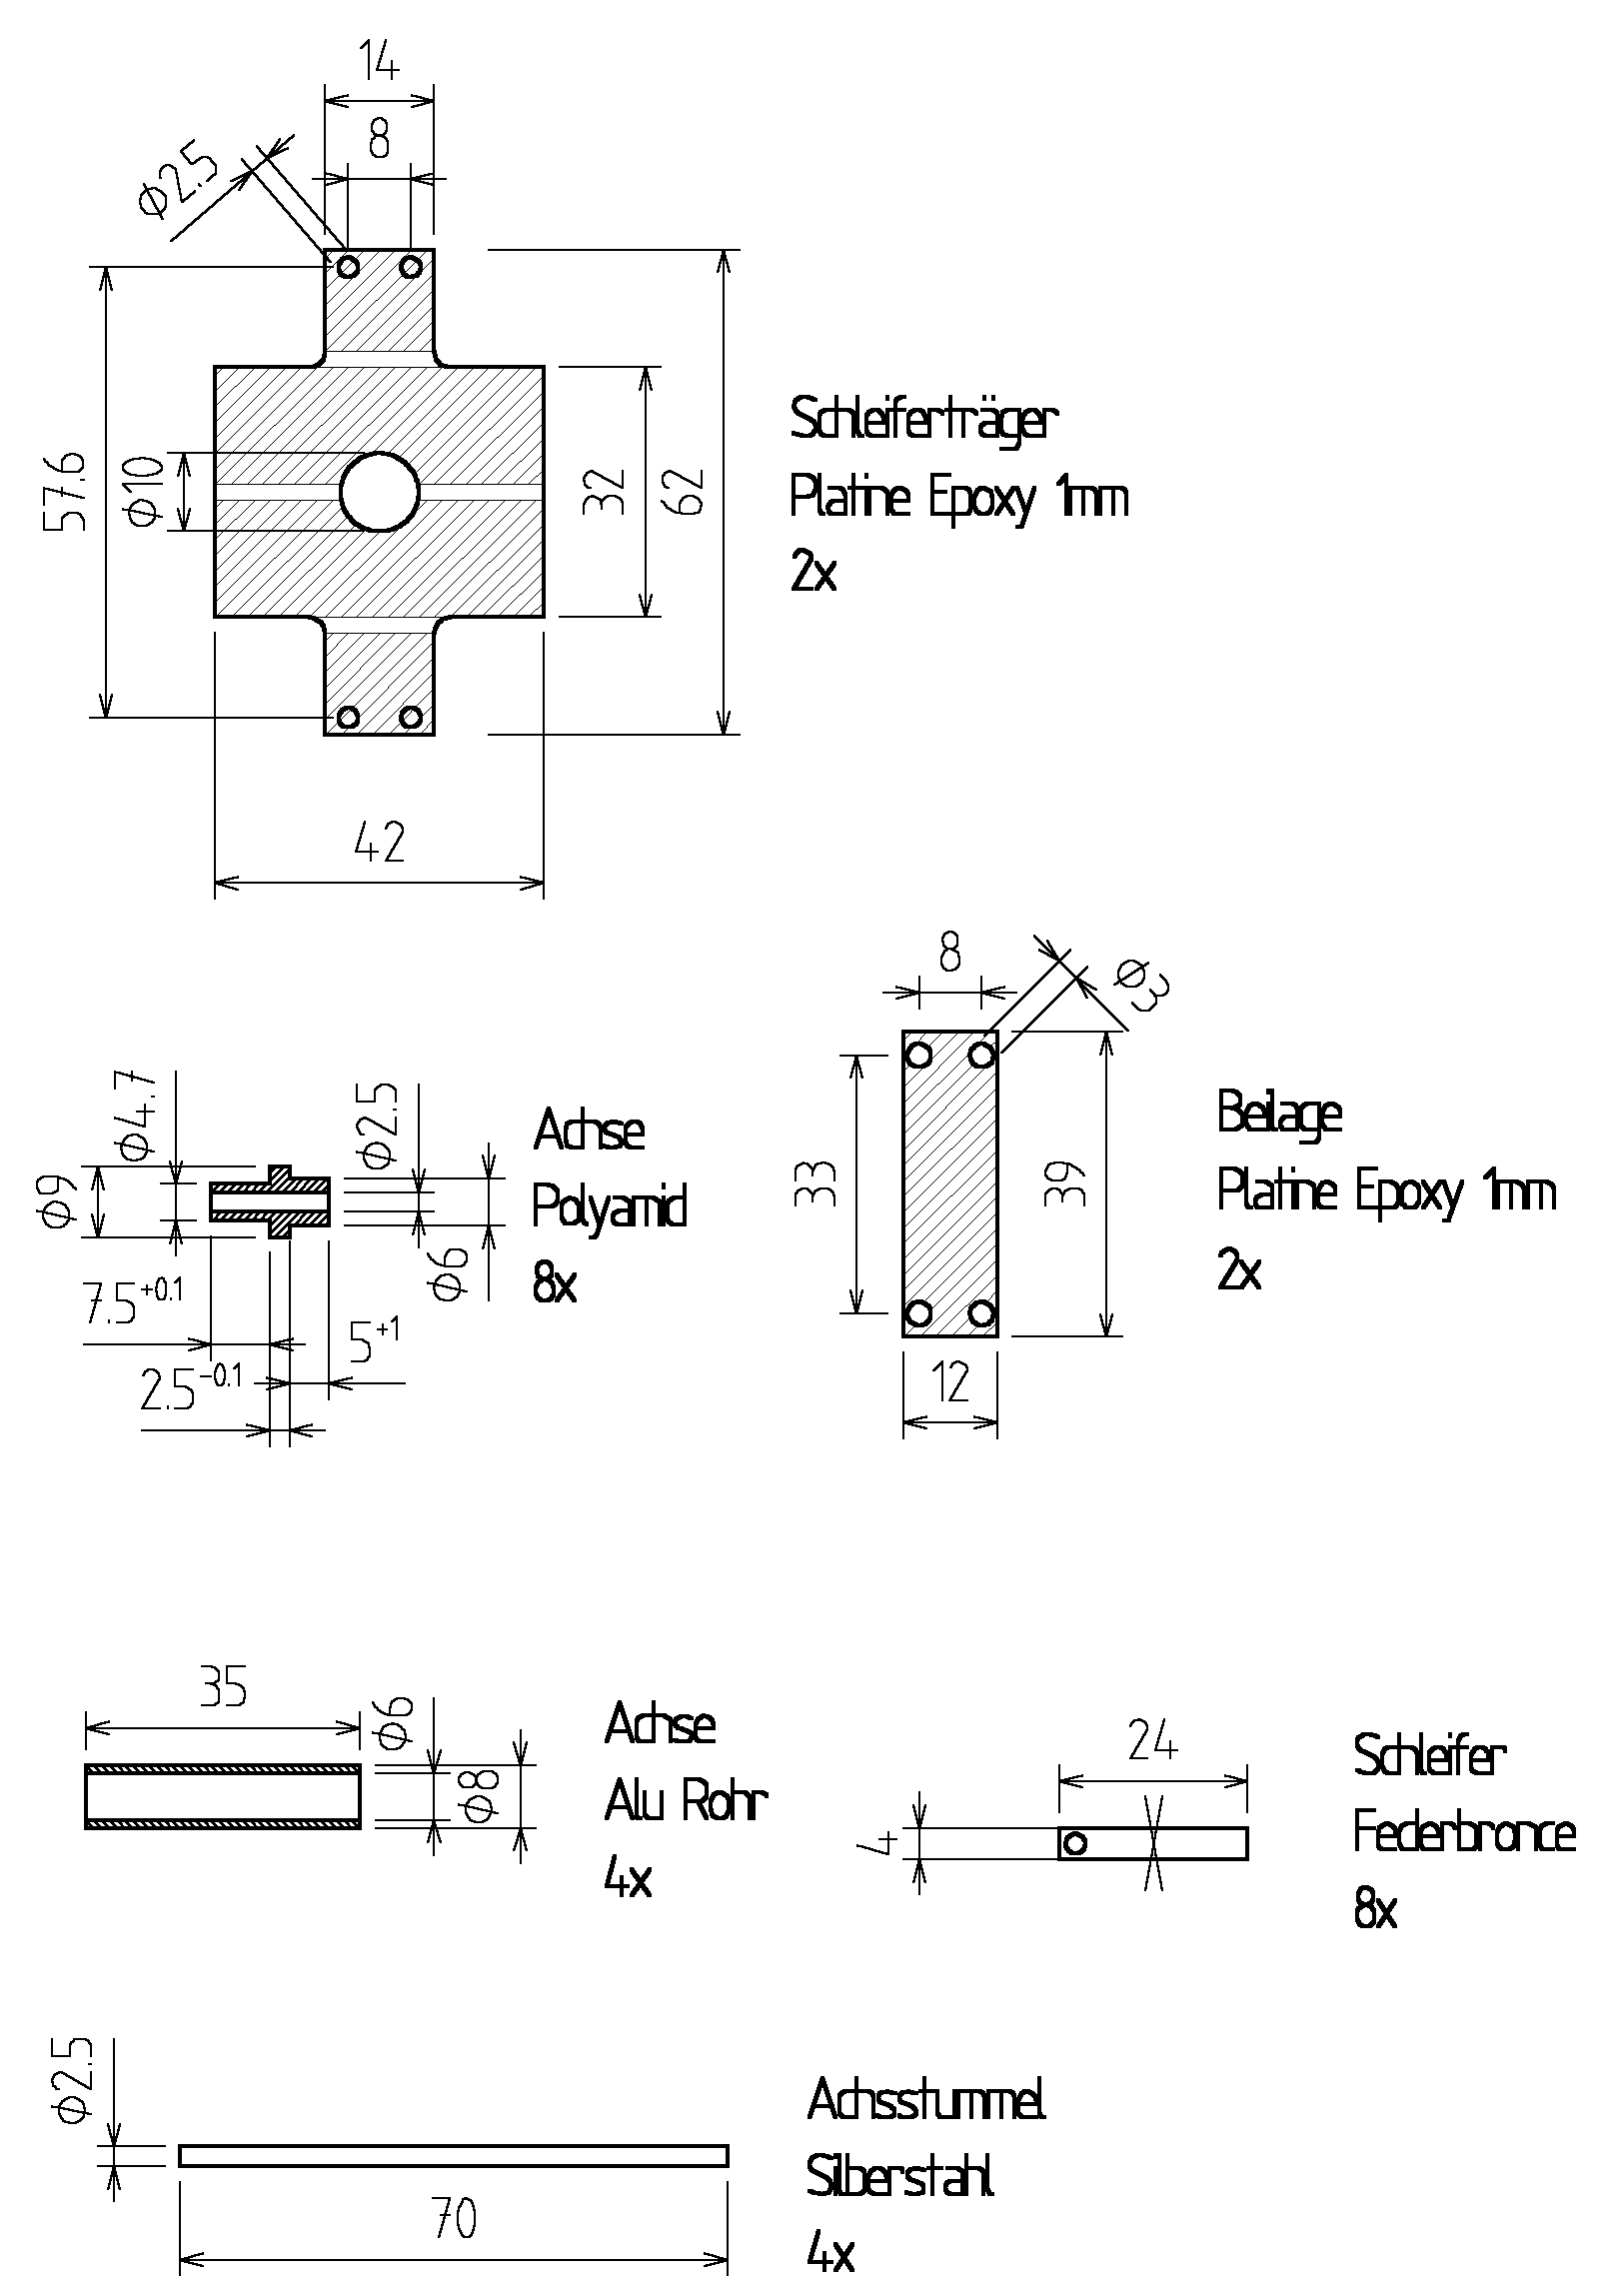 14
8
ϕ2.5
57.6
ϕ10
32
62
42
Schleiferträger
Platine Epoxy 1mm
2x
8
ϕ3
33
39
12
Beilage
Platine Epoxy 1mm
2x
ϕ4.7
ϕ9
ϕ2.5
ϕ6
7.5+0.1
5+1
2.5-0.1
Achse
Polyamid
8x
35
ϕ6
ϕ8
Achse
Alu Rohr
4x
24
4
Schleifer
Federbronce
8x
ϕ2.5
70
Achsstummel
Silberstahl
4x